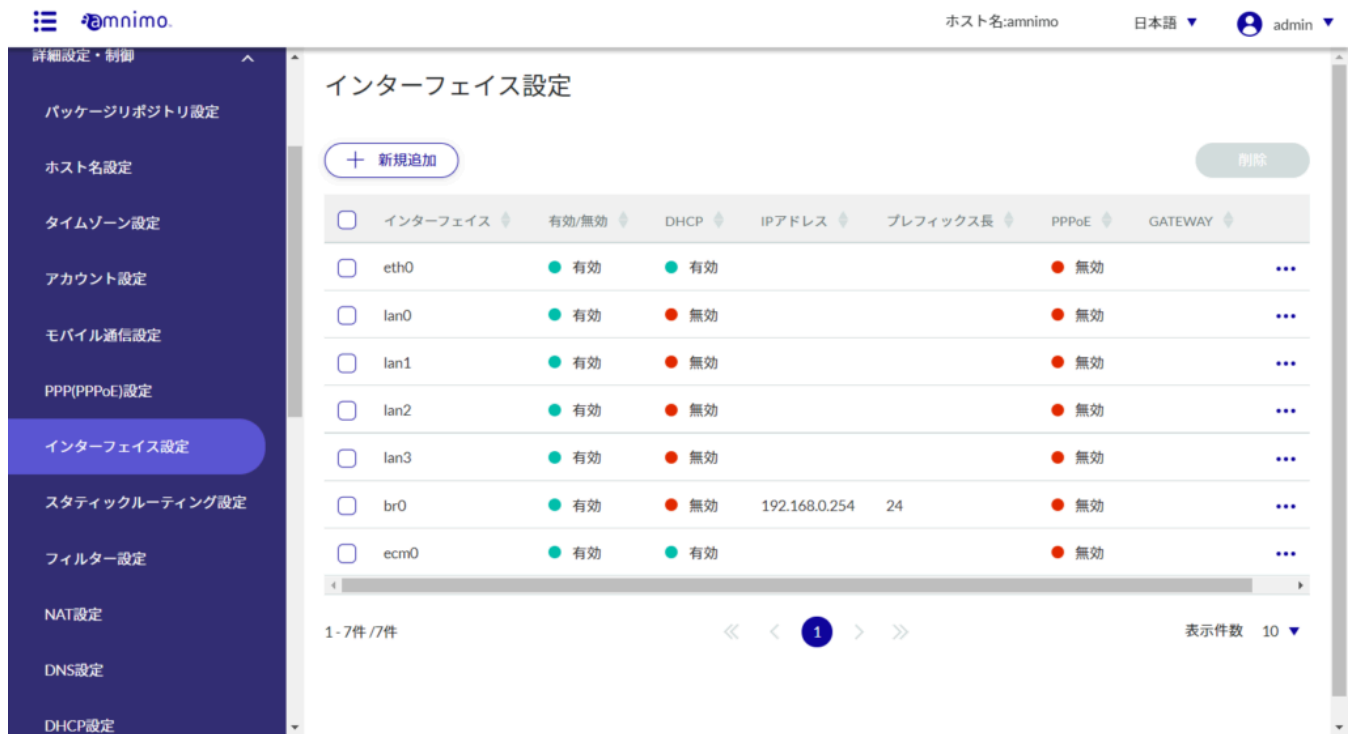 amnimo.
ホスト名:amnimo 日本語 ▼ admin ▼
詳細設定・制御
パッケージリポジトリ設定
ホスト名設定
タイムゾーン設定
アカウント設定
モバイル通信設定
PPP(PPPoE)設定
インターフェイス設定
スタティックルーティング設定
フィルター設定
NAT設定
DNS設定
DHCP設定
インターフェイス設定
＋ 新規追加 削除
インターフェイス 有効/無効 DHCP IPアドレス プレフィックス長 PPPoE GATEWAY
eth0 有効 有効 無効
lan0 有効 無効 無効
lan1 有効 無効 無効
lan2 有効 無効 無効
lan3 有効 無効 無効
br0 有効 無効 192.168.0.254 24 無効
ecm0 有効 有効 無効
1 - 7件 /7件 1 表示件数 10 ▼